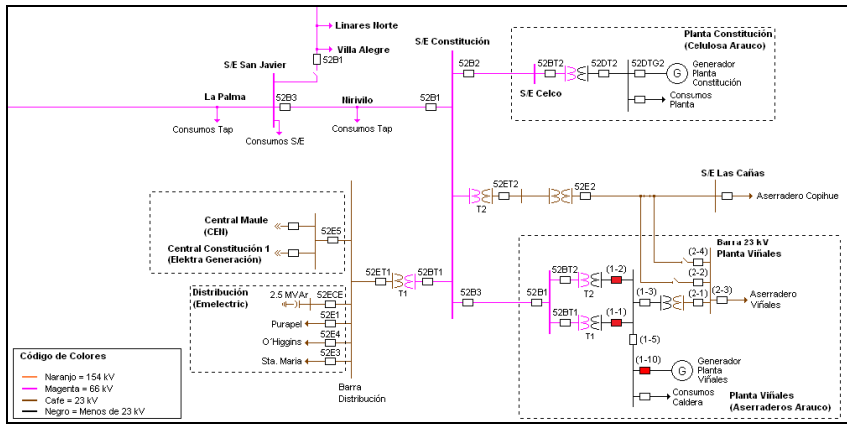 Linares Norte
Villa Alegre
52B1
S/E San Javier
S/E Constitución
Planta Constitución
(Celulosa Arauco)
52B2
52BT2
52DT2
52DTG2
G
Generador
Planta
Constitución
S/E Celco
Consumos
Planta
La Palma
52B3
Nirivilo
52B1
Consumos Tap
Consumos S/E
Consumos Tap
52ET2
52E2
T2
S/E Las Cañas
Aserradero Copihue
Central Maule
(CEN)
52E5
Central Constitución 1
(Elektra Generación)
52ET1
52BT1
T1
Barra 23 kV
Planta Viñales
(2-4)
(2-2)
(2-1)
(2-3)
Aserradero
Viñales
52B3
52B1
52BT2
(1-2)
T2
(1-3)
52BT1
(1-1)
T1
(1-5)
(1-10)
G
Generador
Planta
Viñales
Consumos
Caldera
Planta Viñales
(Aserraderos Arauco)
Distribución
(Emelectric)
2.5 MVAr
52ECE
Purapel
52E1
O´Higgins
52E4
Sta. Maria
52E3
Barra
Distribución
Código de Colores
Naranjo = 154 kV
Magenta = 66 kV
Cafe = 23 kV
Negro = Menos de 23 kV